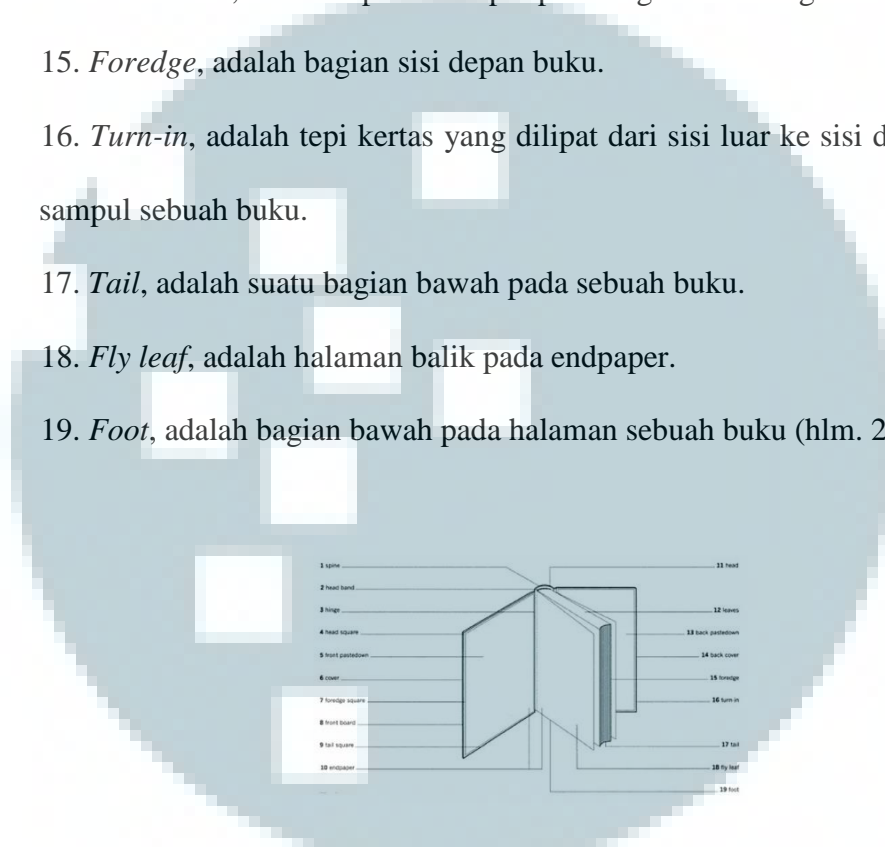 15. Foredge, adalah bagian sisi depan buku.
16. Turn-in, adalah tepi kertas yang dilipat dari sisi luar ke sisi d
sampul sebuah buku.
17. Tail, adalah suatu bagian bawah pada sebuah buku.
18. Fly leaf, adalah halaman balik pada endpaper.
19. Foot, adalah bagian bawah pada halaman sebuah buku (hlm. 2
1 spine
11 head
2 head band
3 hinge
12 leaves
4 head square
13 back pastedown
5 front pastedown
14 back cover
6 cover
15 foredge
7 foredge square
16 turn in
8 front board
9 tail square
17 tail
10 endpaper
18 fly leaf
19 foot